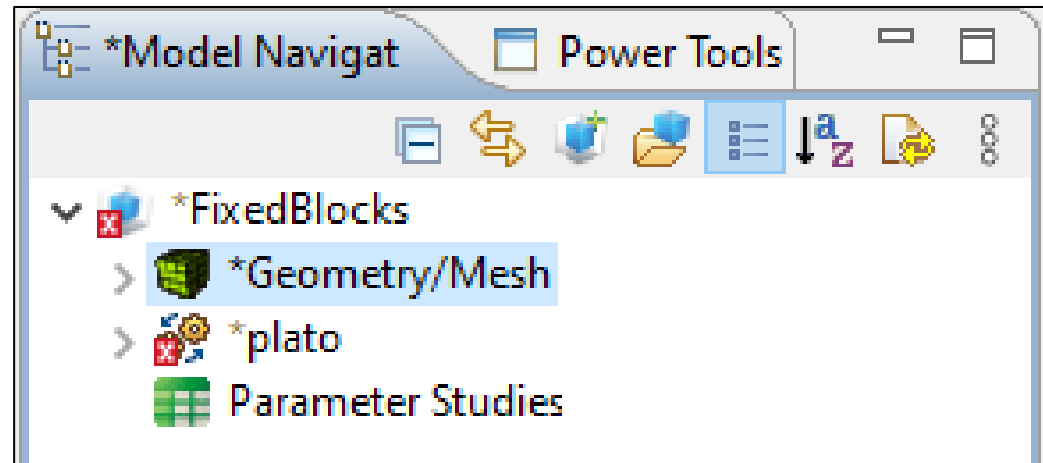 *Model Navigat Power Tools
*FixedBlocks
*Geometry/Mesh
*plato
Parameter Studies